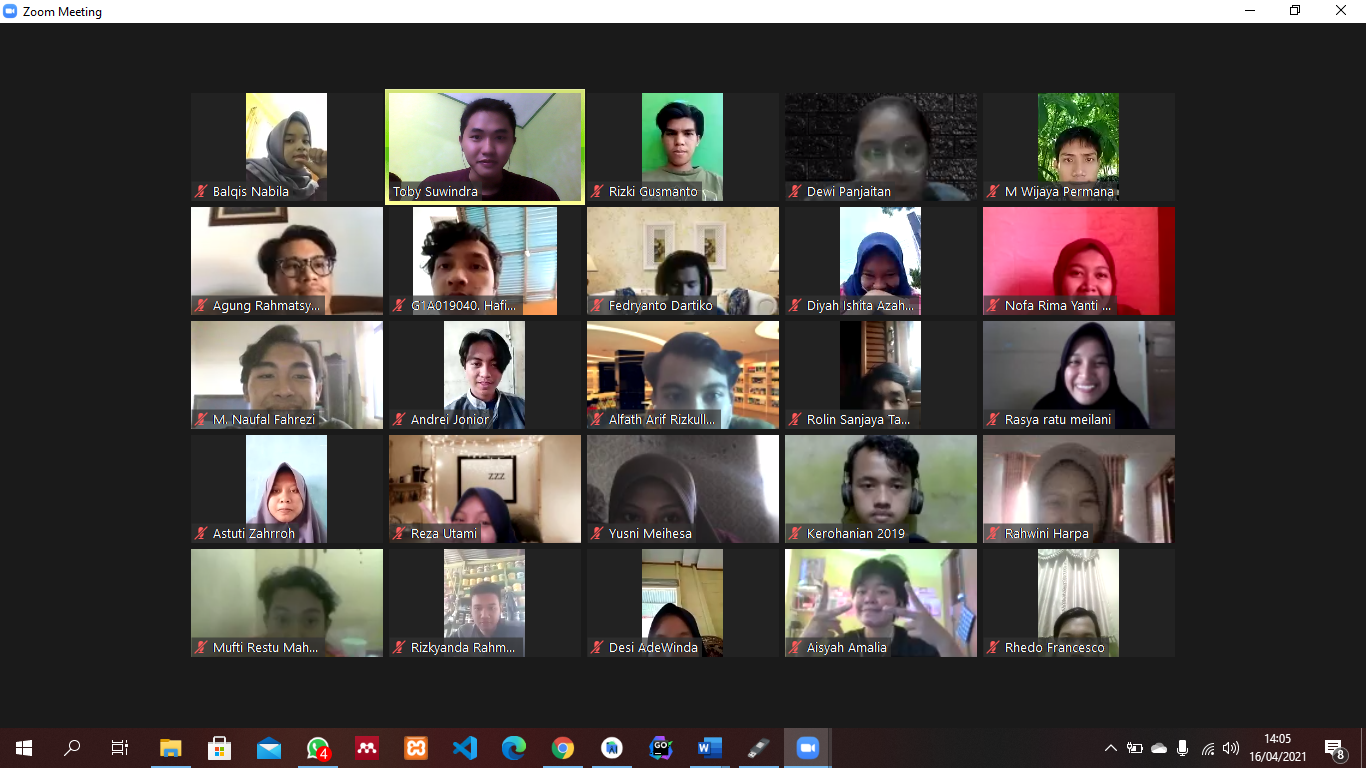 Zoom Meeting
Balqis Nabila
Toby Suwindra
Rizki Gusmanto
Dewi Panjaitan
M Wijaya Permana
Agung Rahmatsy...
G1A019040. Hafi...
Fedryanto Dartiko
Diyah Ishita Azah...
Nofa Rima Yanti ...
M. Naufal Fahrezi
Andrei Jonior
Alfath Arif Rizkull...
Rolin Sanjaya Ta...
Rasya ratu meilani
zzz
Astuti Zahrroh
Reza Utami
Yusni Meihesa
Kerohanian 2019
Rahwini Harpa
Mufti Restu Mah...
Rizkyanda Rahm...
Desi AdeWinda
Aisyah Amalia
Rhedo Francesco
4
GO
W
14:05
16/04/2021
8